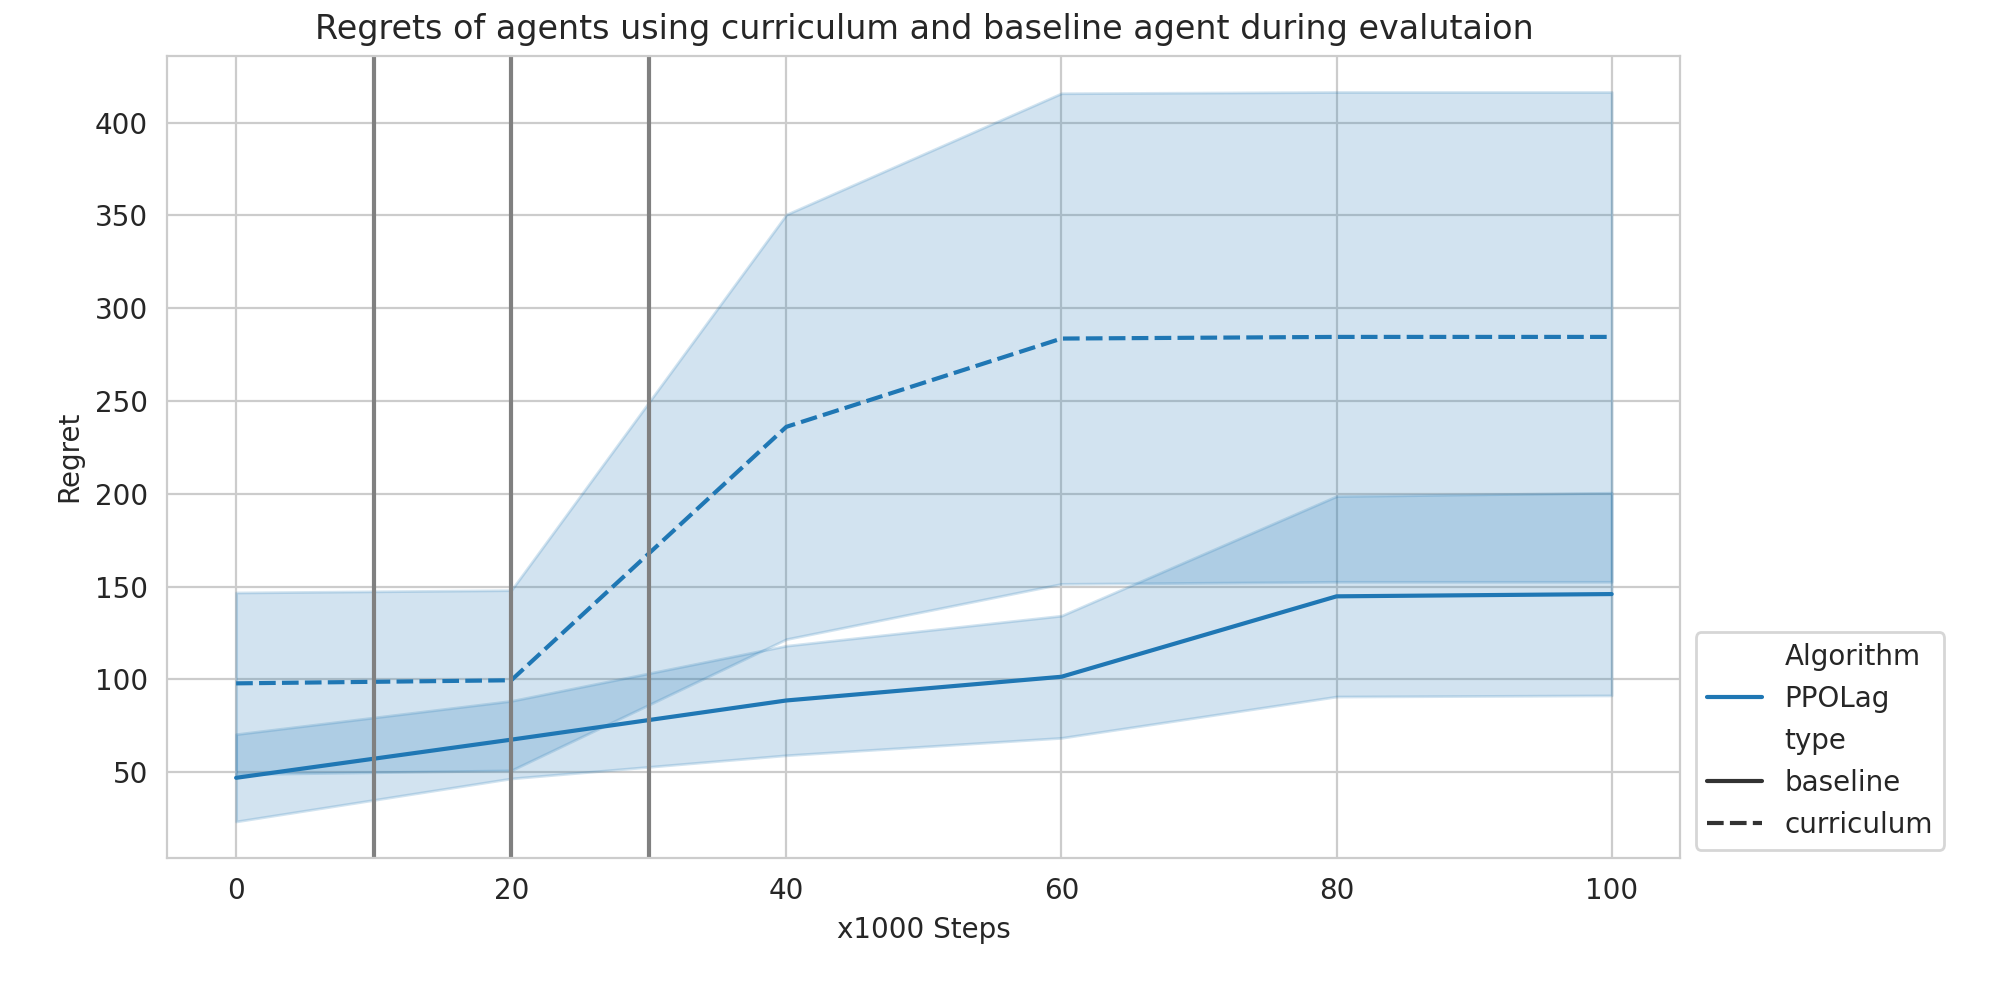 Regrets of agents using curriculum and baseline agent during evalutaion
400
350
300
250
200
150
100
50
Regret
0 20 40 60 80 100
x1000 Steps
Algorithm
PPOLag
type
baseline
curriculum